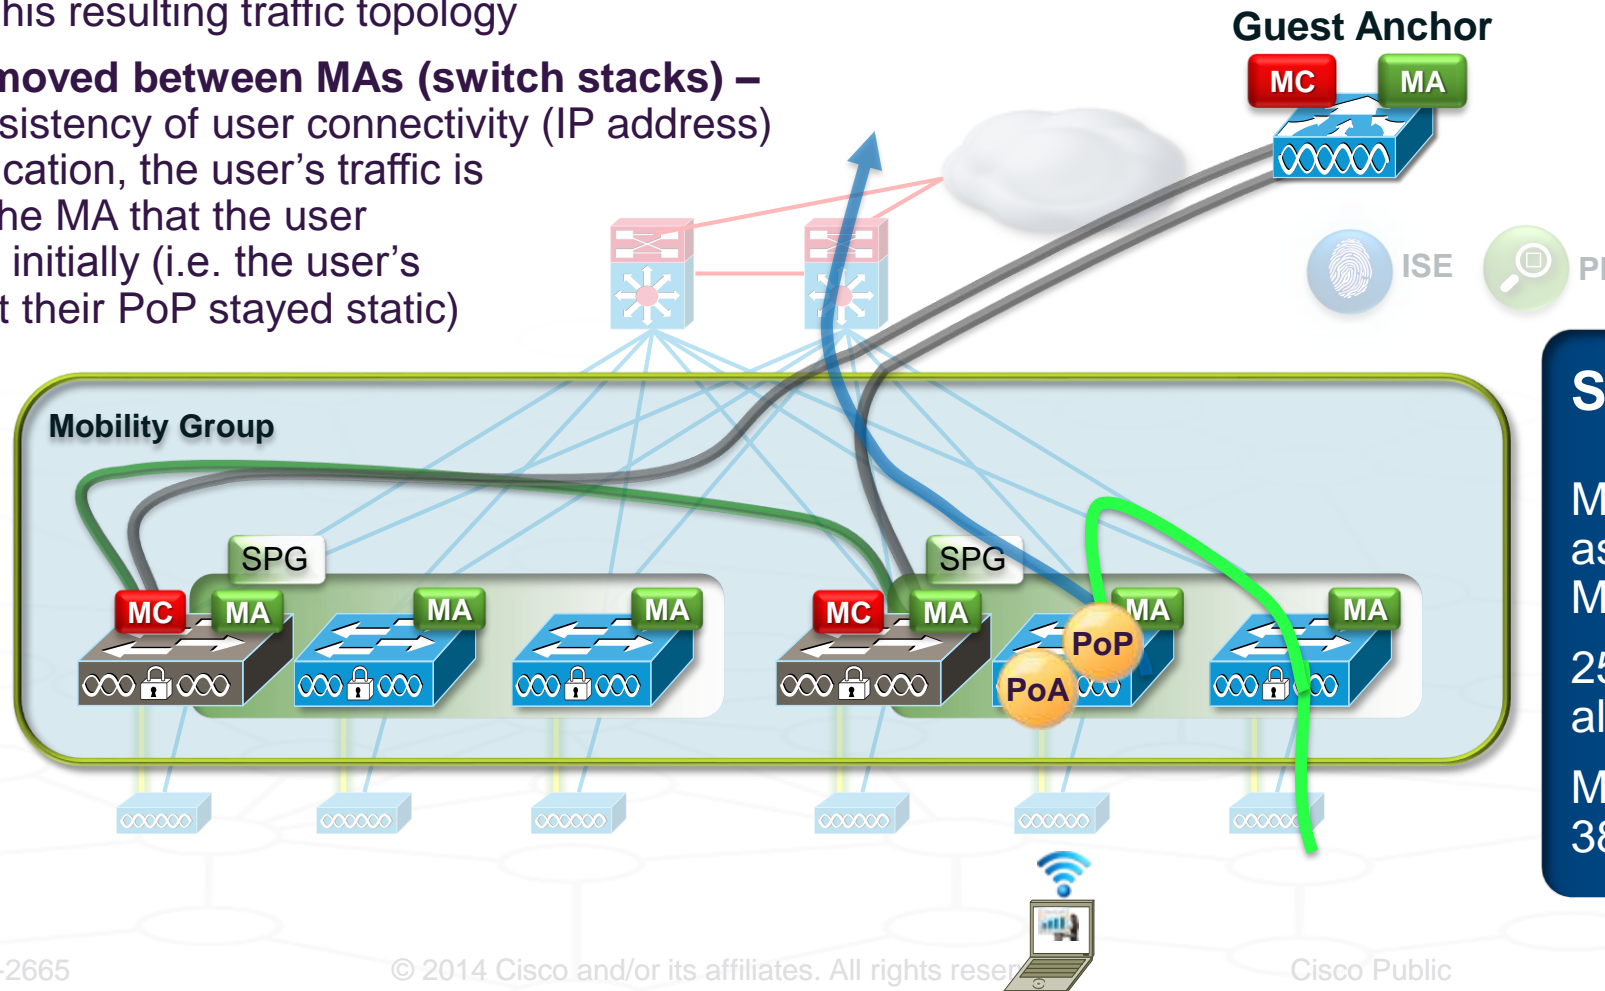 his resulting traffic topology
moved between MAs (switch stacks) –
sistency of user connectivity (IP address)
ication, the user's traffic is
he MA that the user
initially (i.e. the user's
t their PoP stayed static)
Guest Anchor
MC
MA
ISE
Mobility Group
SPG
SPG
MC
MA
MA
MA
MC
MA
MA
MA
PoP
PoA
S
M
as
M
25
al
M
38
-2665
© 2014 Cisco and/or its affiliates. All rights reser
Cisco Public